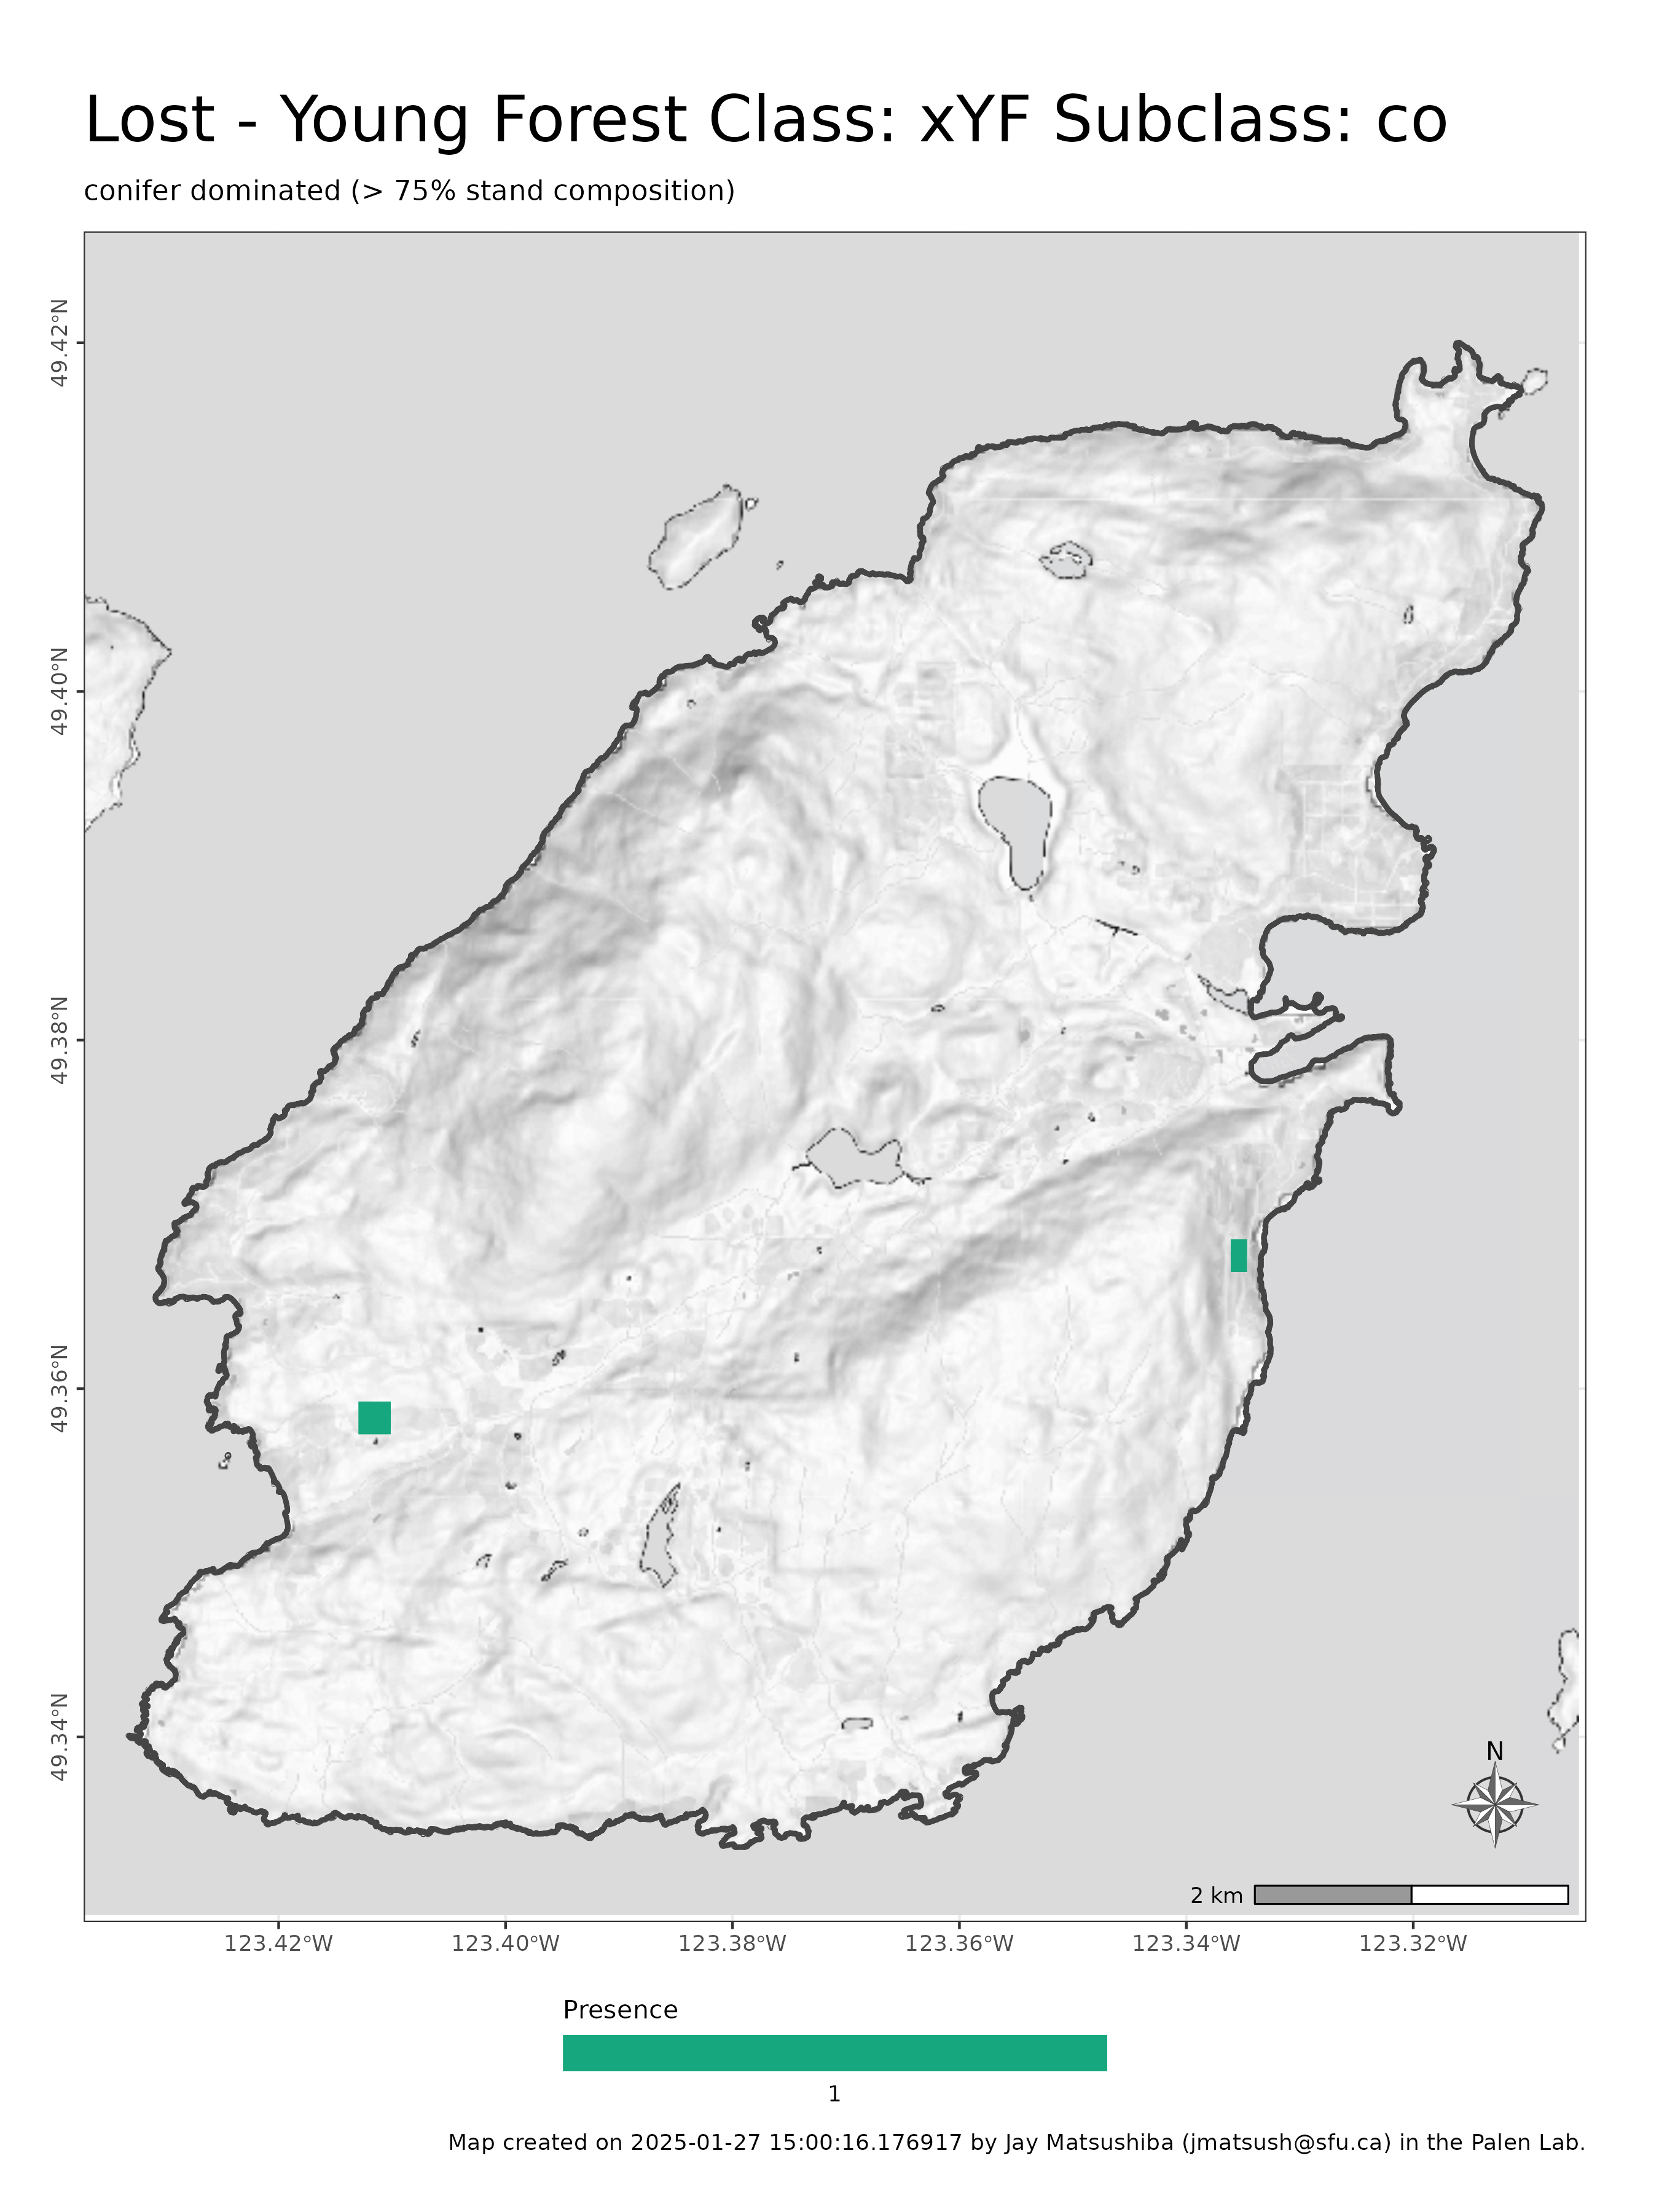 Lost - Young Forest Class: xYF Subclass: co
conifer dominated (> 75% stand composition)
49.42°N
49.40°N
49.38°N
49.36°N
49.34°N
N
2 km
123.42°W 123.40°W 123.38°W 123.36°W 123.34°W 123.32°W
Presence
1
Map created on 2025-01-27 15:00:16.176917 by Jay Matsushiba (jmatsush@sfu.ca) in the Palen Lab.